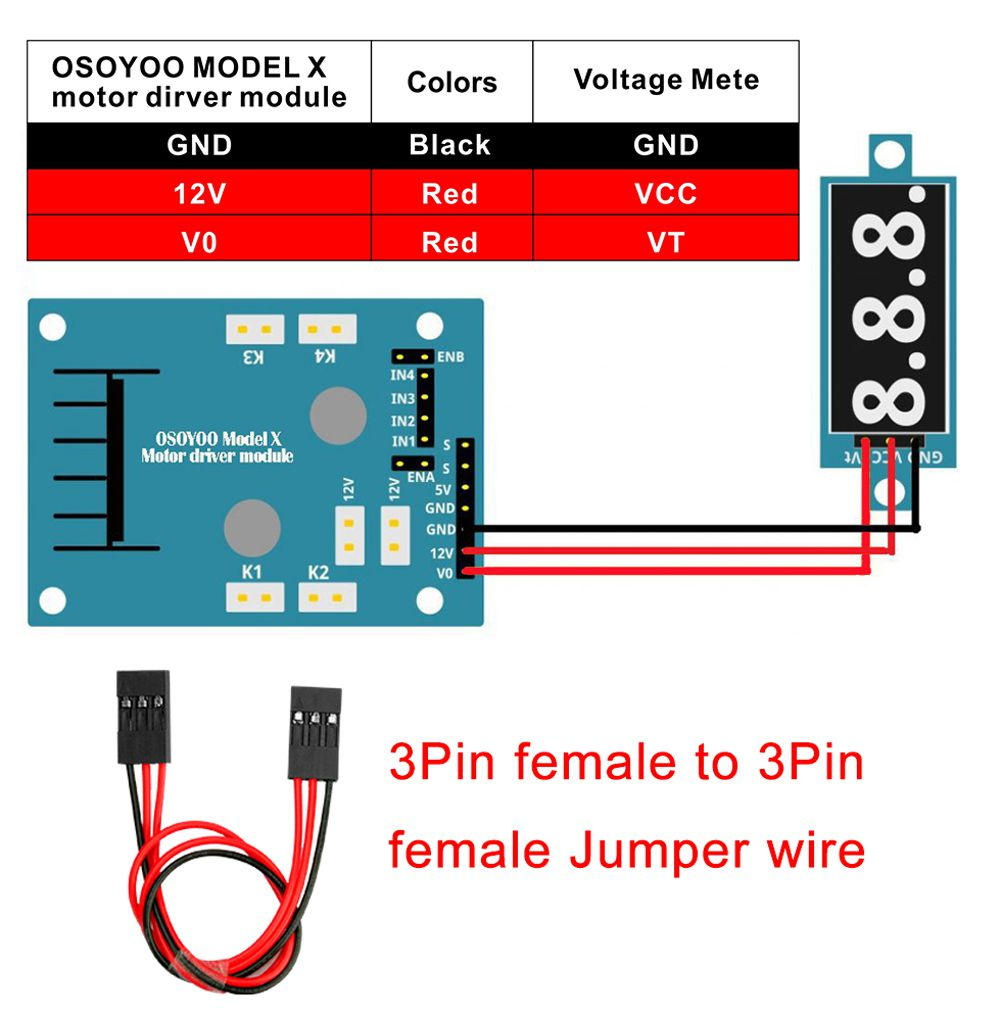 OSOYOO MODEL X
motor dirver module
Colors
Voltage Mete
GND
Black
GND
12V
Red
VCC
V0
Red
VT
8.8.8.
K3
K4
ENB
IN4
IN3
IN2
IN1
ENA
S
S
5V
GND
GND
12V
V0
OSOYOO Model X
Motor driver module
12V
12V
K1
K2
Vt
VCC
GND
3Pin female to 3Pin
female Jumper wire